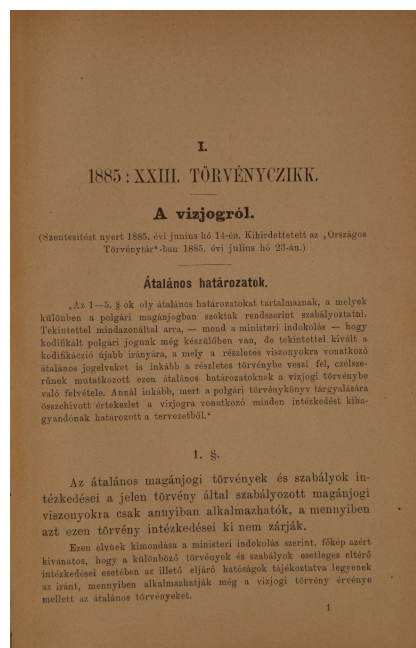 I.
1885 : XXIII. TÖRVÉNYCZIKK.
A vizjogról.
(Szentesitést nyert 1885. évi junius hó 14-én. Kihirdettetett az „Országos
Törvénytár“-ban 1885. évi julius hó 23-án.)
Átalános határozatok.
„Az 1—5. §-ok oly átalános határozatokat tartalmaznak, a melyek
különben a polgári magánjogban szoktak rendszerint szabályoztatni.
Tekintettel mindazonáltal arra, — mond a ministeri indokolás — hogy
kodifikált polgári jogunk még készülőben van, de tekintettel kivált a
kodifikáczió újabb irányára, a mely a részletes viszonyokra vonatkozó
átalános jogelveket is inkább a részletes törvénybe veszi fel, czélsze-
rűnek mutatkozott ezen átalános határozatoknak a vizjogi törvénybe
való felvétele. Annál inkább, mert a polgári törvénykönyv tárgyalására
összehivott értekezlet a vizjogra vonatkozó minden intézkedést kiha-
gyandónak határozott a tervezetből.“
1. §.
Az átalános magánjogi törvények és szabályok in-
tézkedései a jelen törvény által szabályozott magánjogi
viszonyokra csak annyiban alkalmazhatók, a mennyiben
azt ezen törvény intézkedései ki nem zárják.
Ezen elvnek kimondása a ministeri indokolás szerint, főkép azért
kivánatos, hogy a különböző törvények és szabályok esetleges eltérő
intézkedései esetében az illető eljáró hatóságok tájékoztatva legyenek
az iránt, mennyiben alkalmazhatják még a vizjogi törvény érvénye
mellett az átalános törvényeket.
1